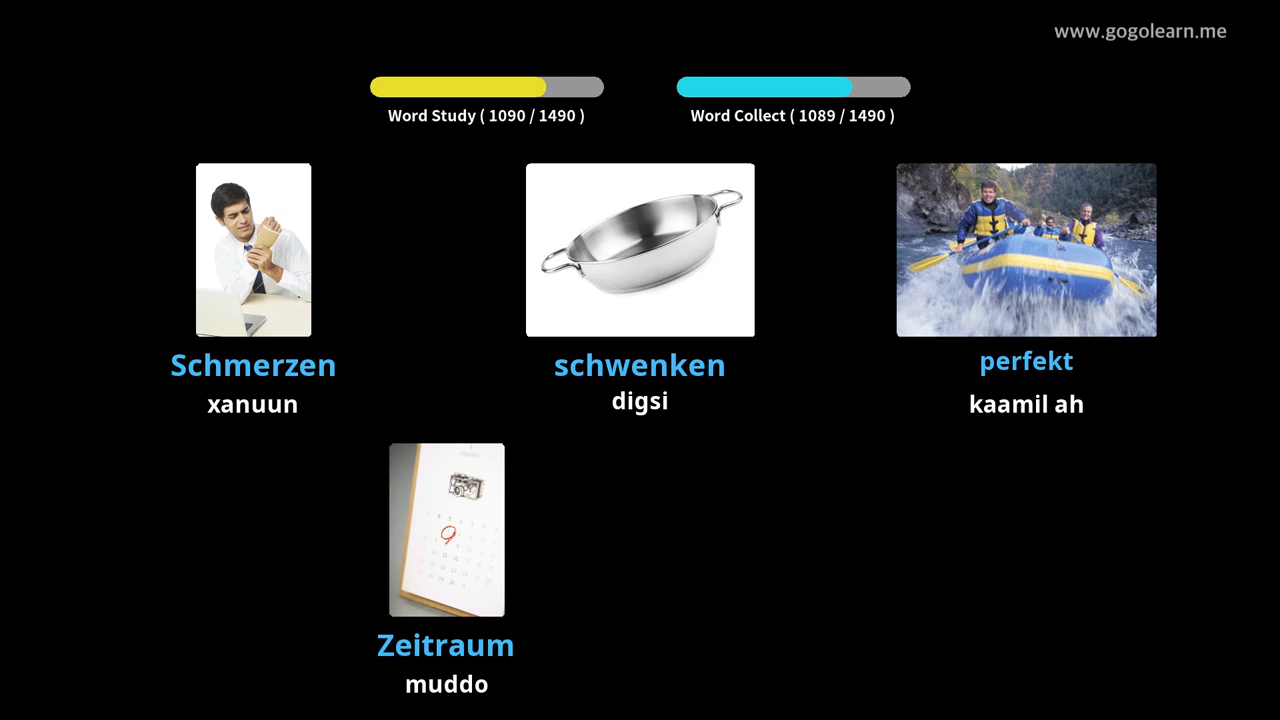 www.gogolearn.me
Word Study ( 1090 / 1490 )
Word Collect ( 1089 / 1490 )
Schmerzen
xanuun
schwenken
digsi
perfekt
kaamil ah
Zeitraum
muddo